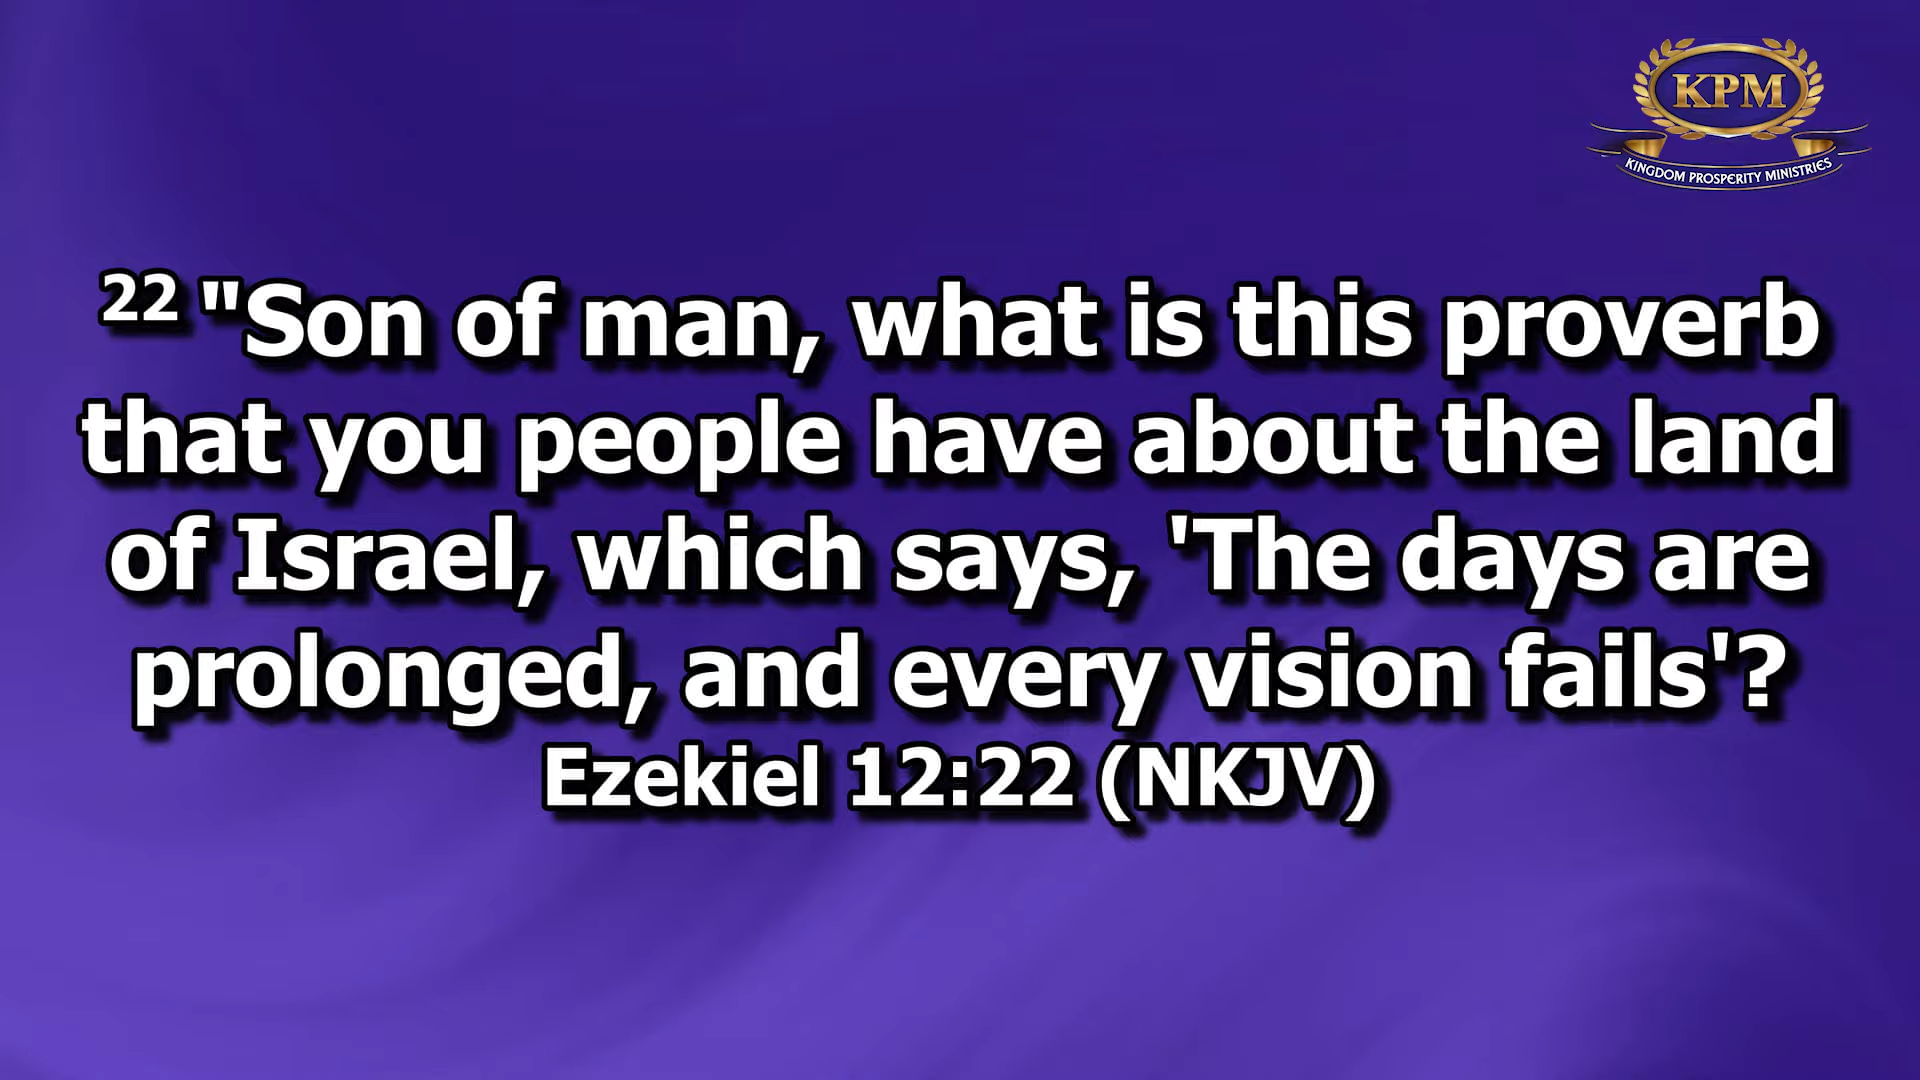 KPM
KINGDOM PROSPERITY MINISTRIES
22 "Son of man, what is this proverb
that you people have about the land
of Israel, which says, 'The days are
prolonged, and every vision fails'?
Ezekiel 12:22 (NKJV)